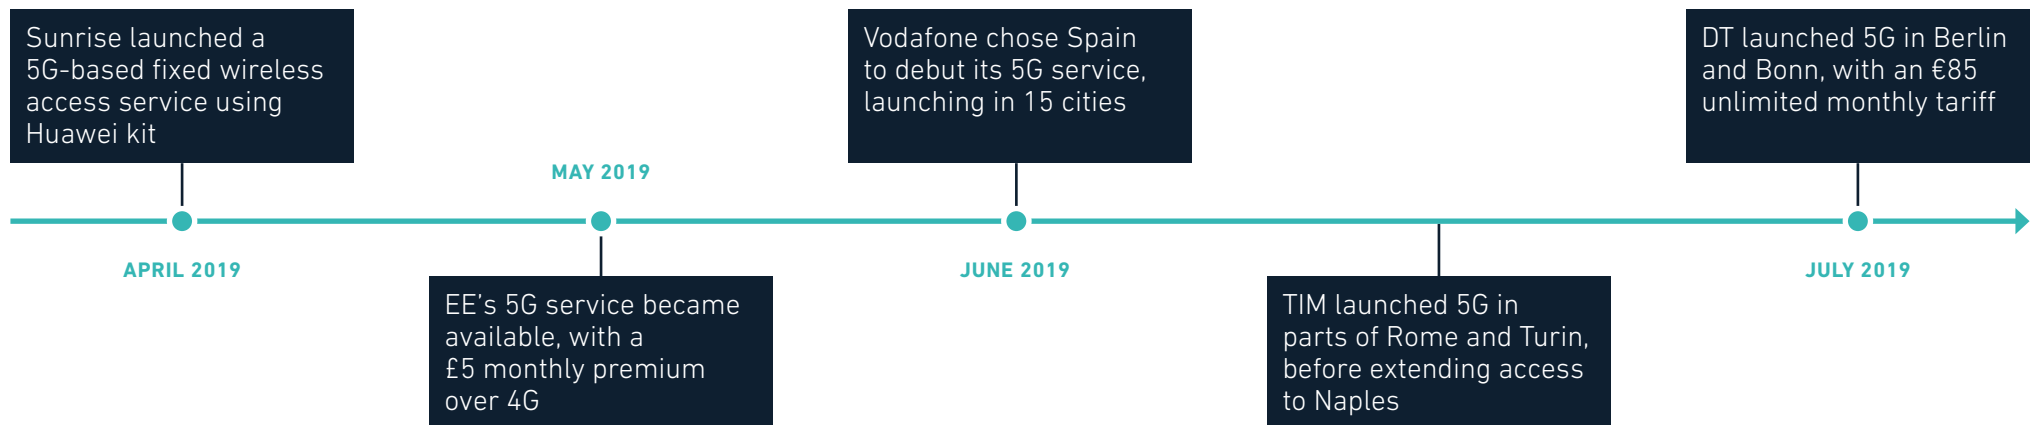 Sunrise launched a
5G-based fixed wireless
access service using
Huawei kit
APRIL 2019
MAY 2019
EE’s 5G service became
available, with a
£5 monthly premium
over 4G
Vodafone chose Spain
to debut its 5G service,
launching in 15 cities
JUNE 2019
TIM launched 5G in
parts of Rome and Turin,
before extending access
to Naples
DT launched 5G in Berlin
and Bonn, with an €85
unlimited monthly tariff
JULY 2019